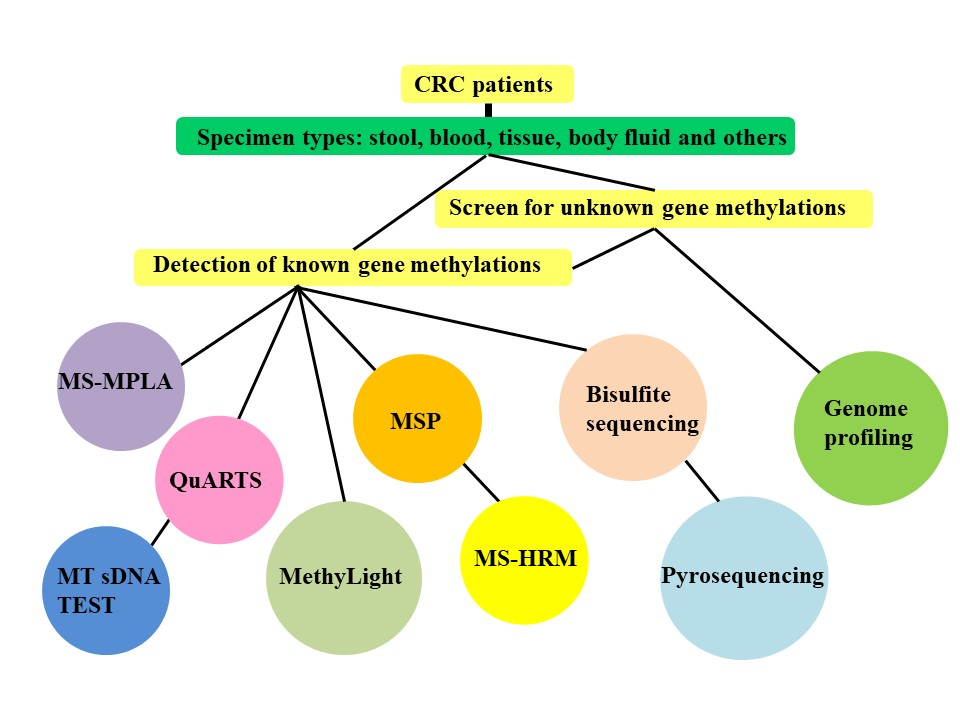 CRC patients
Specimen types: stool, blood, tissue, body fluid and others
Screen for unknown gene methylations
Detection of known gene methylations
MS-MPLA
QuARTS
MT sDNA
TEST
MethyLight
MSP
MS-HRM
Bisulfite
sequencing
Pyrosequencing
Genome
profiling